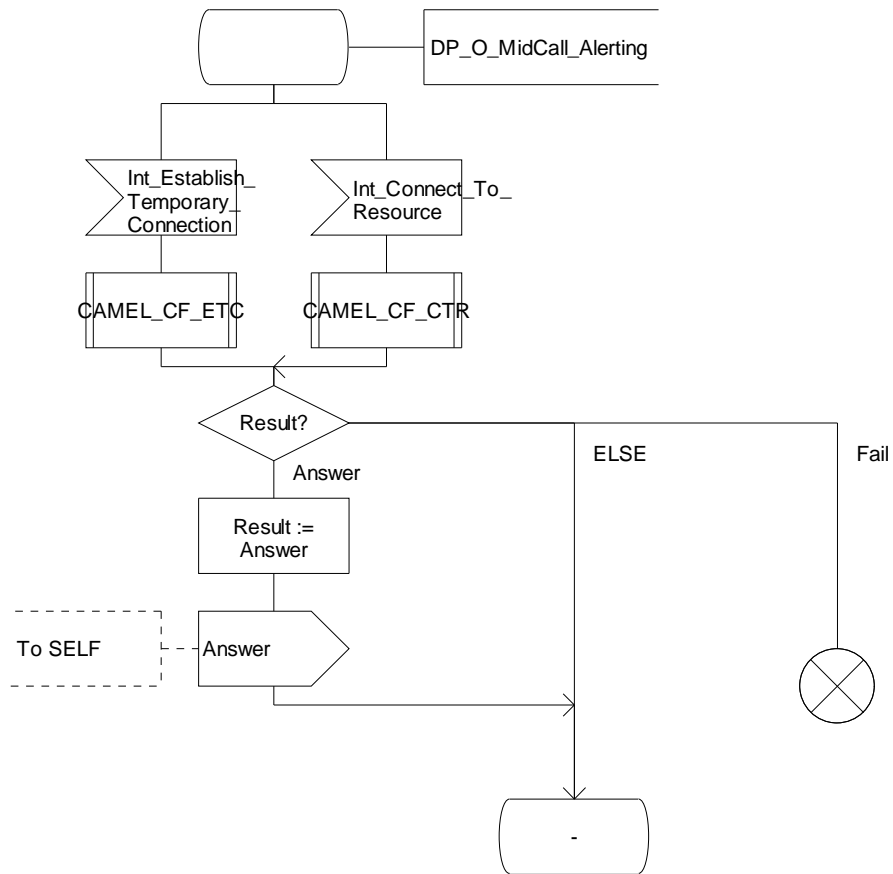 DP_O_MidCall_Alerting
Int_Establish_
Temporary_
Connection
Int_Connect_To_
Resource
CAMEL_CF_ETC
CAMEL_CF_CTR
Result?
ELSE
Fail
Answer
Result :=
Answer
To SELF
Answer
-